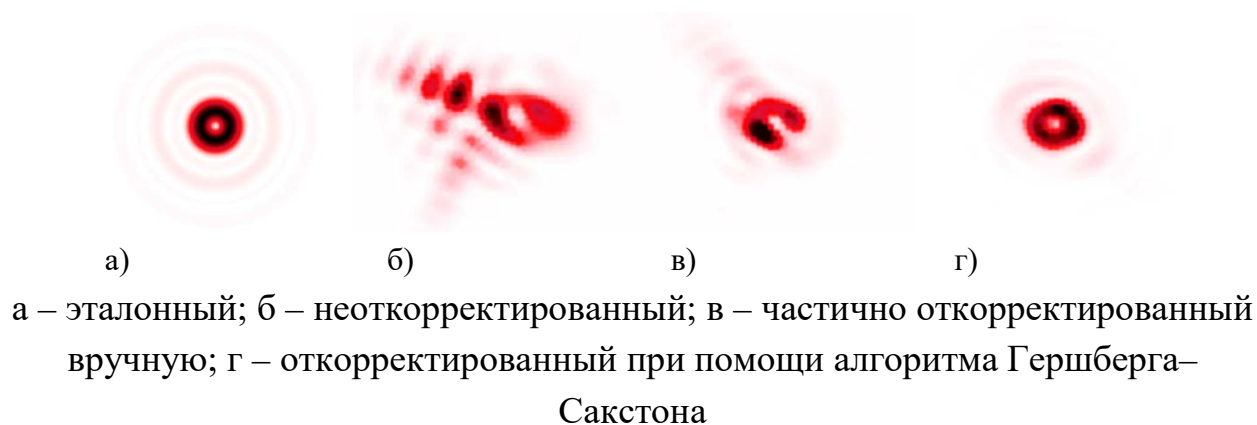 а) б) в) г)
а – эталонный; б – неоткорректированный; в – частично откорректированный
вручную; г – откорректированный при помощи алгоритма Гершберга–
Сакстона